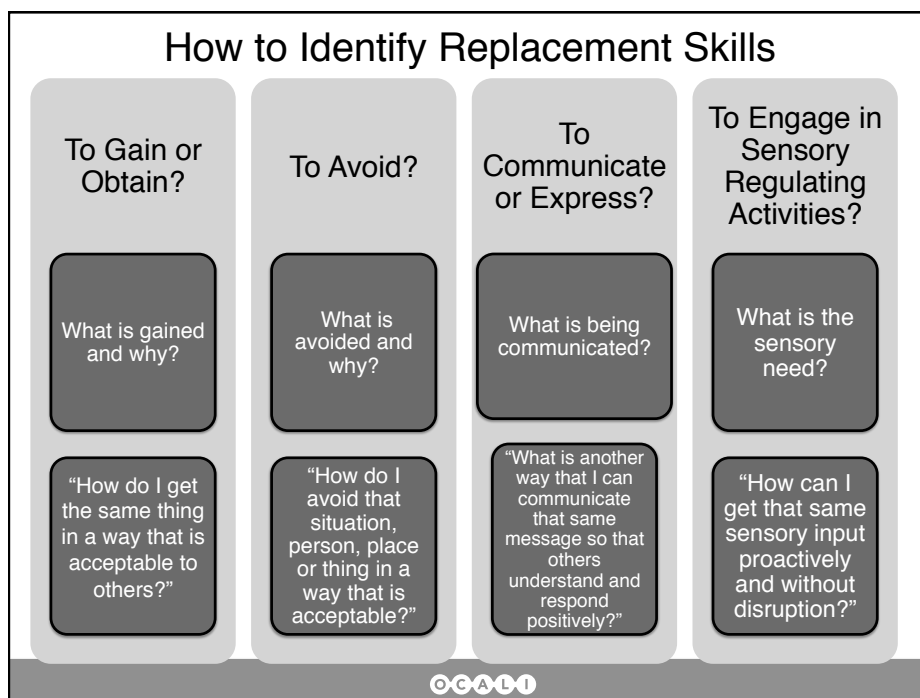 How to Identify Replacement Skills
To Gain or
Obtain?
What is gained
and why?
“How do I get
the same thing
in a way that is
acceptable to
others?”
To Avoid?
What is
avoided and
why?
“How do I
avoid that
situation,
person, place
or thing in a
way that is
acceptable?”
To
Communicate
or Express?
What is being
communicated?
“What is another
way that I can
communicate
that same
message so that
others
understand and
respond
positively?”
To Engage in
Sensory
Regulating
Activities?
What is the
sensory
need?
“How can I
get that same
sensory input
proactively
and without
disruption?”
OCALI